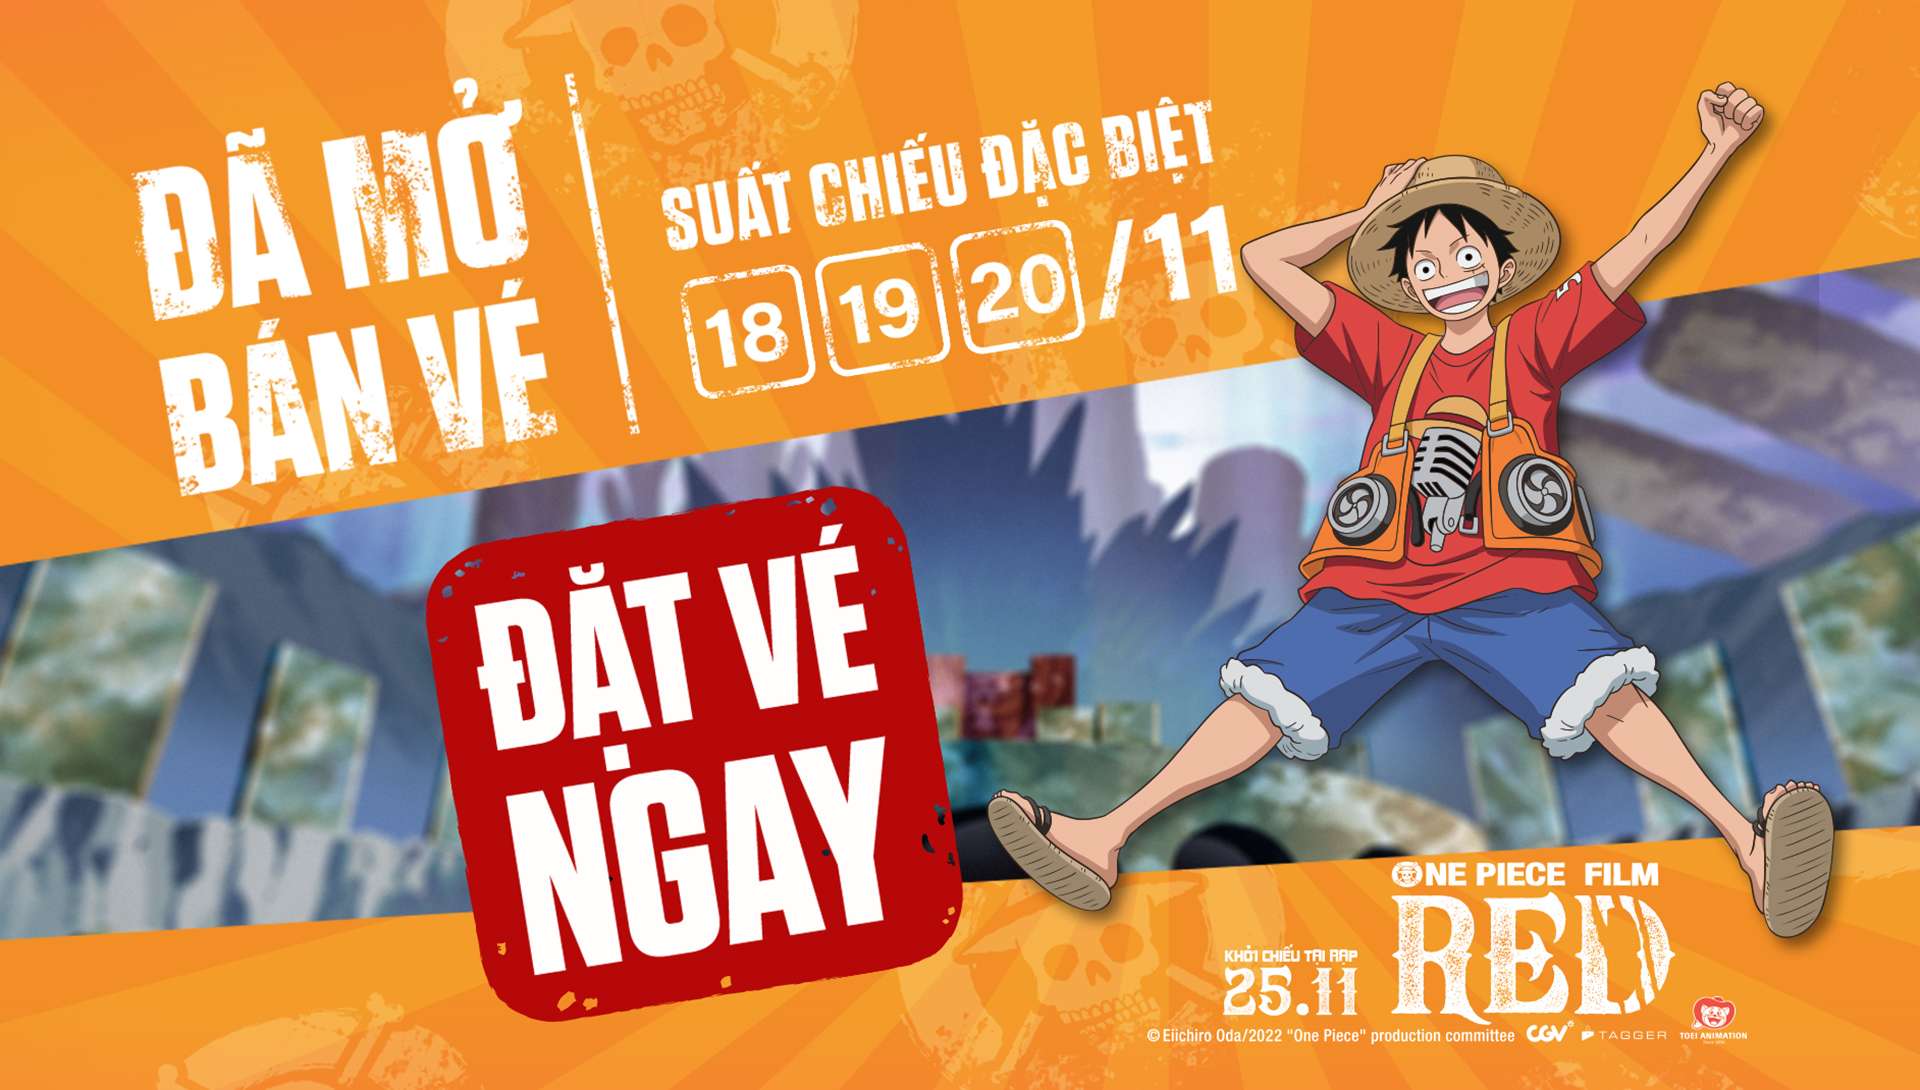 ĐÃ MỞ
BÁN VÉ
SUẤT CHIẾU ĐẶC BIỆT
18 19 20 /11
ĐẶT VÉ
NGAY
ONE PIECE FILM
RED
KHỞI CHIẾU TẠI RẠP
25.11
© Eiichiro Oda/2022 "One Piece" production committee CGV TAGGER TOEI ANIMATION